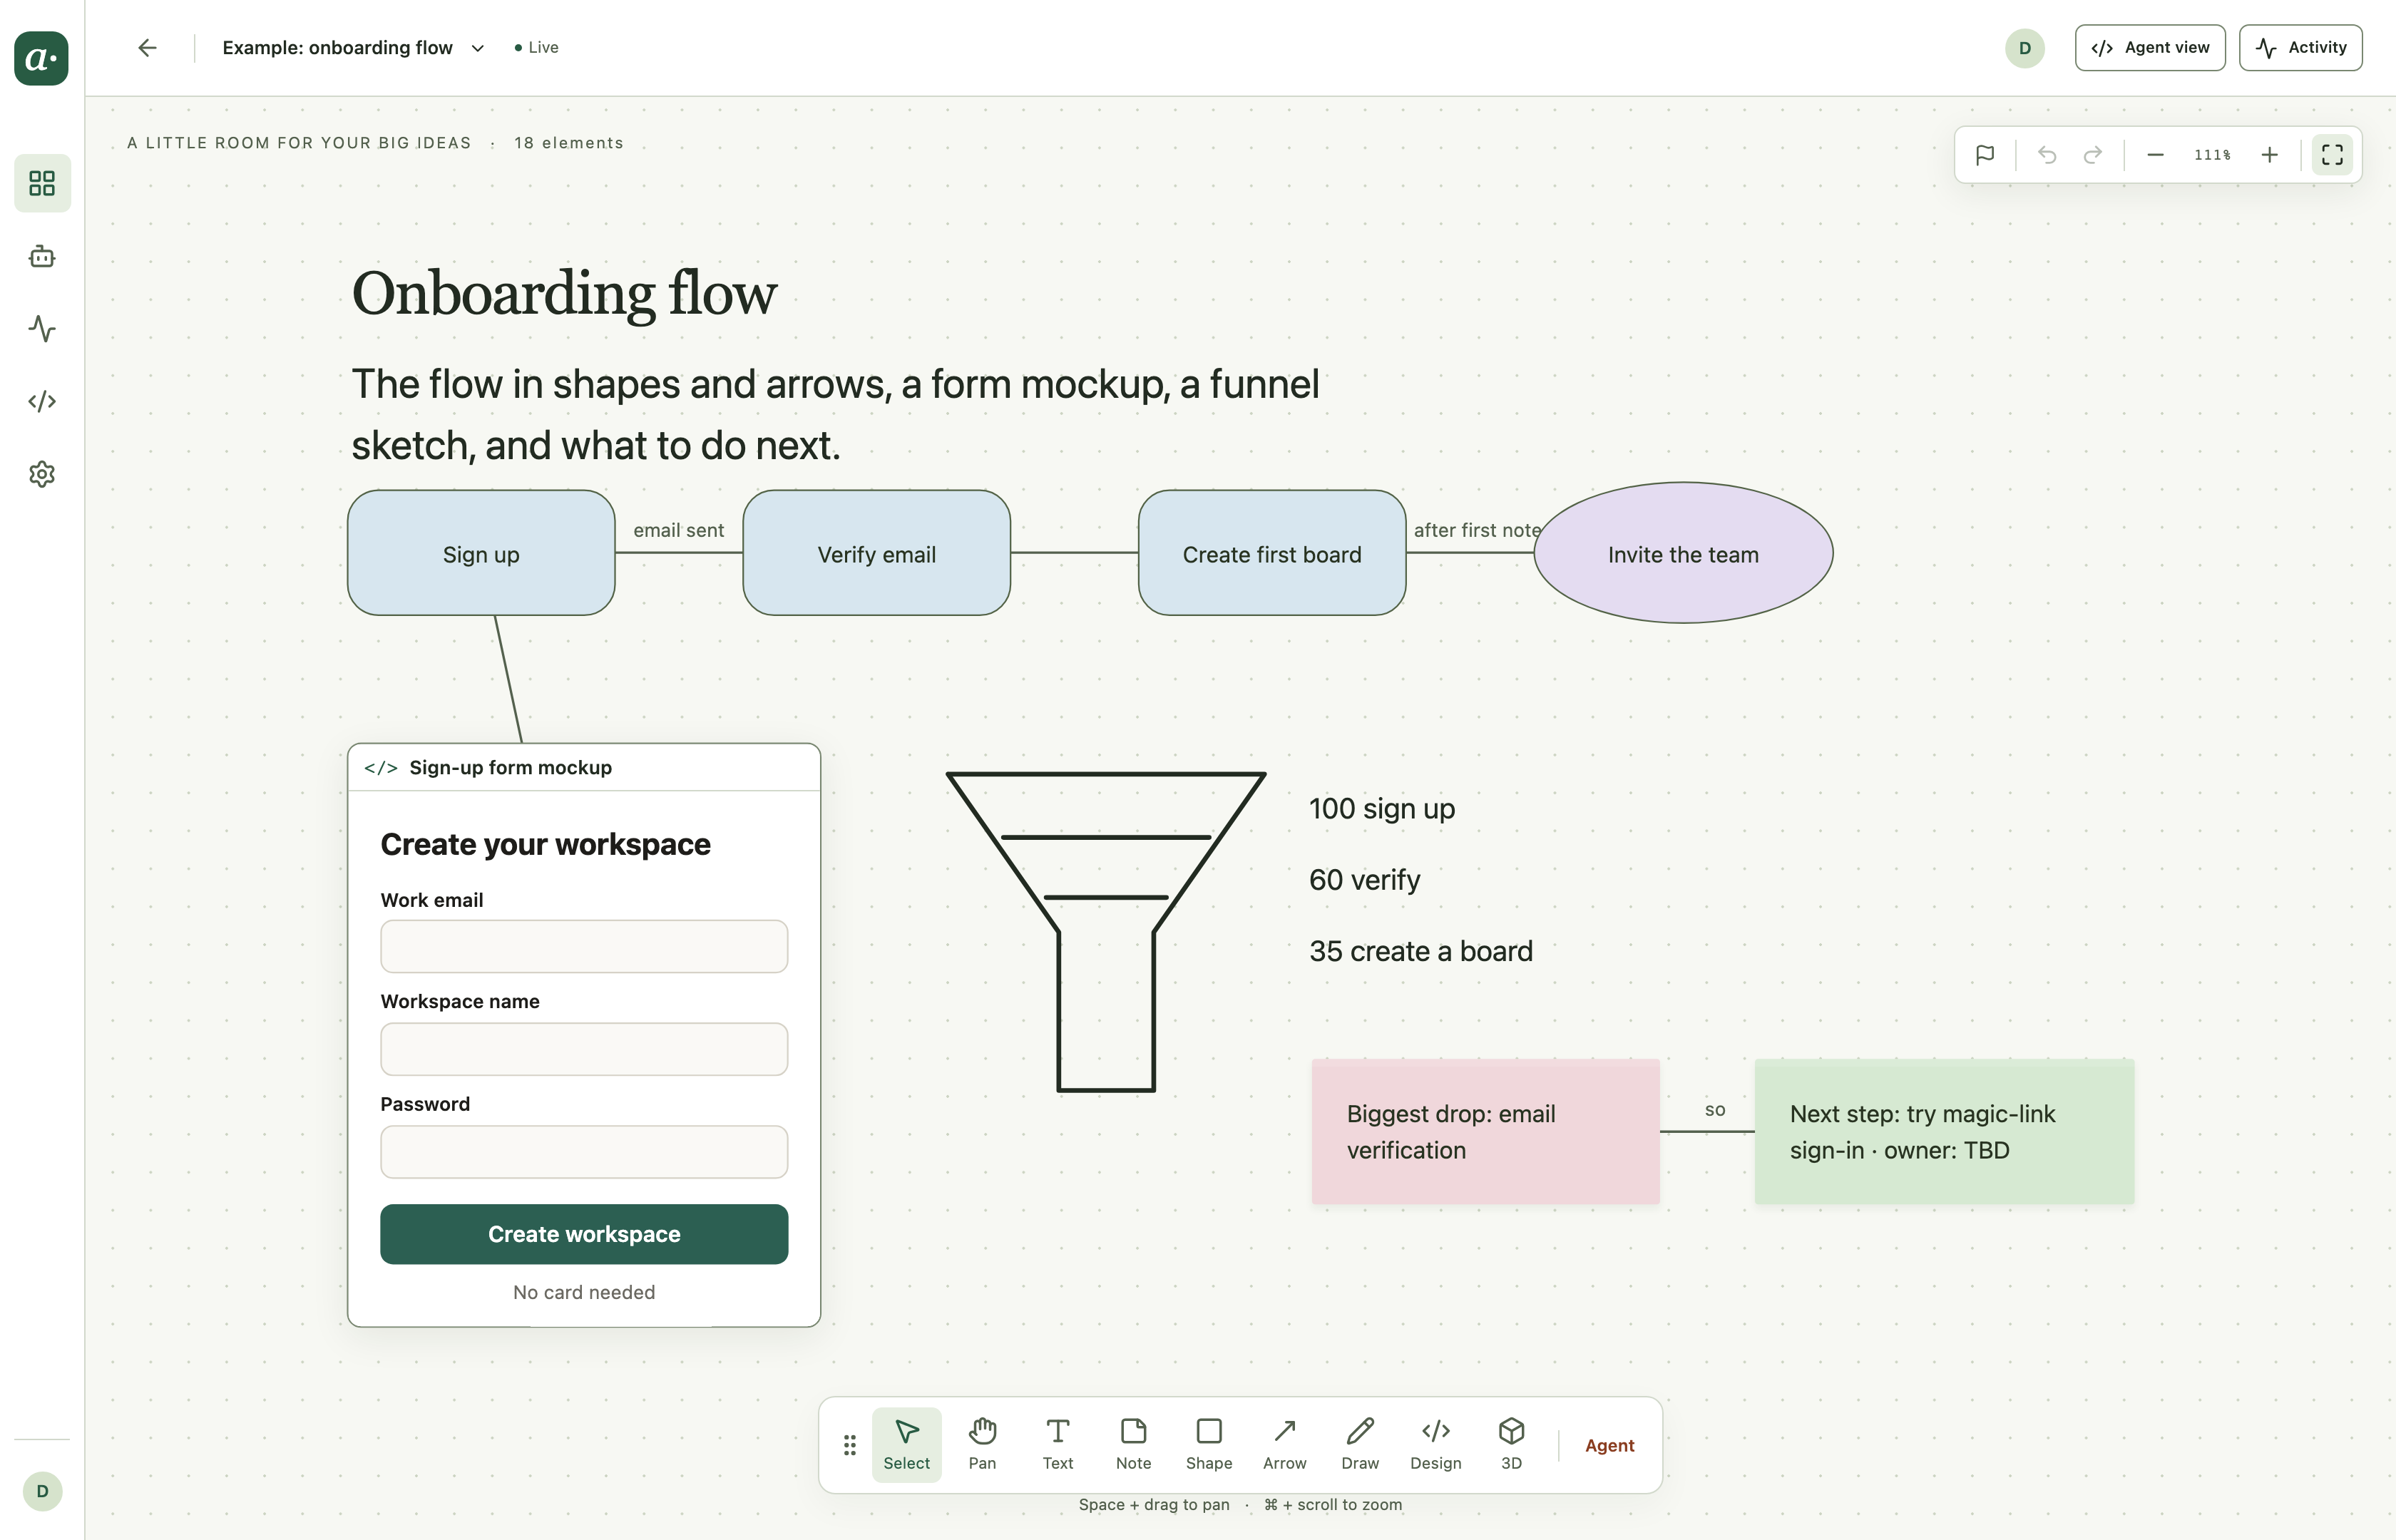 a.
Example: onboarding flow
Live
D
</> Agent view
Activity
A LITTLE ROOM FOR YOUR BIG IDEAS · 18 elements
111%
Onboarding flow
The flow in shapes and arrows, a form mockup, a funnel
sketch, and what to do next.
Sign up
email sent
Verify email
Create first board
after first note
Invite the team
</> Sign-up form mockup
Create your workspace
Work email
Workspace name
Password
Create workspace
No card needed
100 sign up
60 verify
35 create a board
Biggest drop: email
verification
so
Next step: try magic-link
sign-in · owner: TBD
Select
Pan
Text
Note
Shape
Arrow
Draw
Design
3D
Agent
Space + drag to pan · ⌘ + scroll to zoom
D